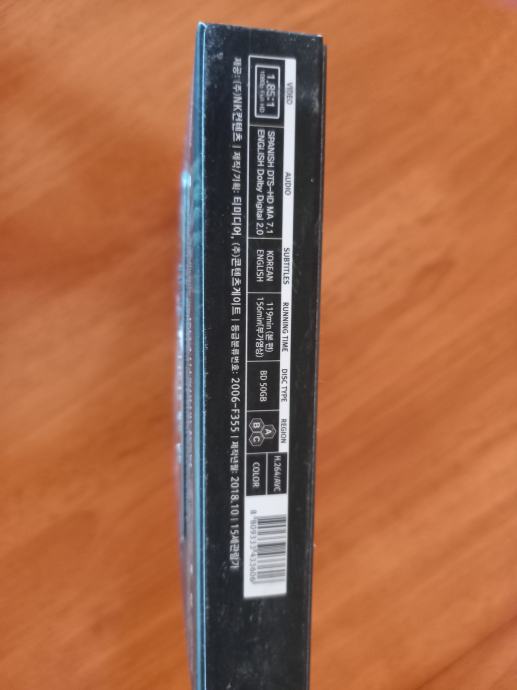 VIDEO AUDIO SUBTITLES RUNNING TIME DISC TYPE REGION
1.85:1 SPANISH DTS-HD MA 7.1 KOREAN 119min(본편) BD 50GB A H.264/AVC
1080p Full HD ENGLISH Dolby Digital 2.0 ENGLISH 156min(부가영상) B C COLOR
8 809333 433606
제공: (주)NK컨텐츠 | 제작/기획: 티미디어, (주)콘텐츠게이트 | 등급분류번호: 2006-F355 | 제작년월: 2018.10 | 15세관람가